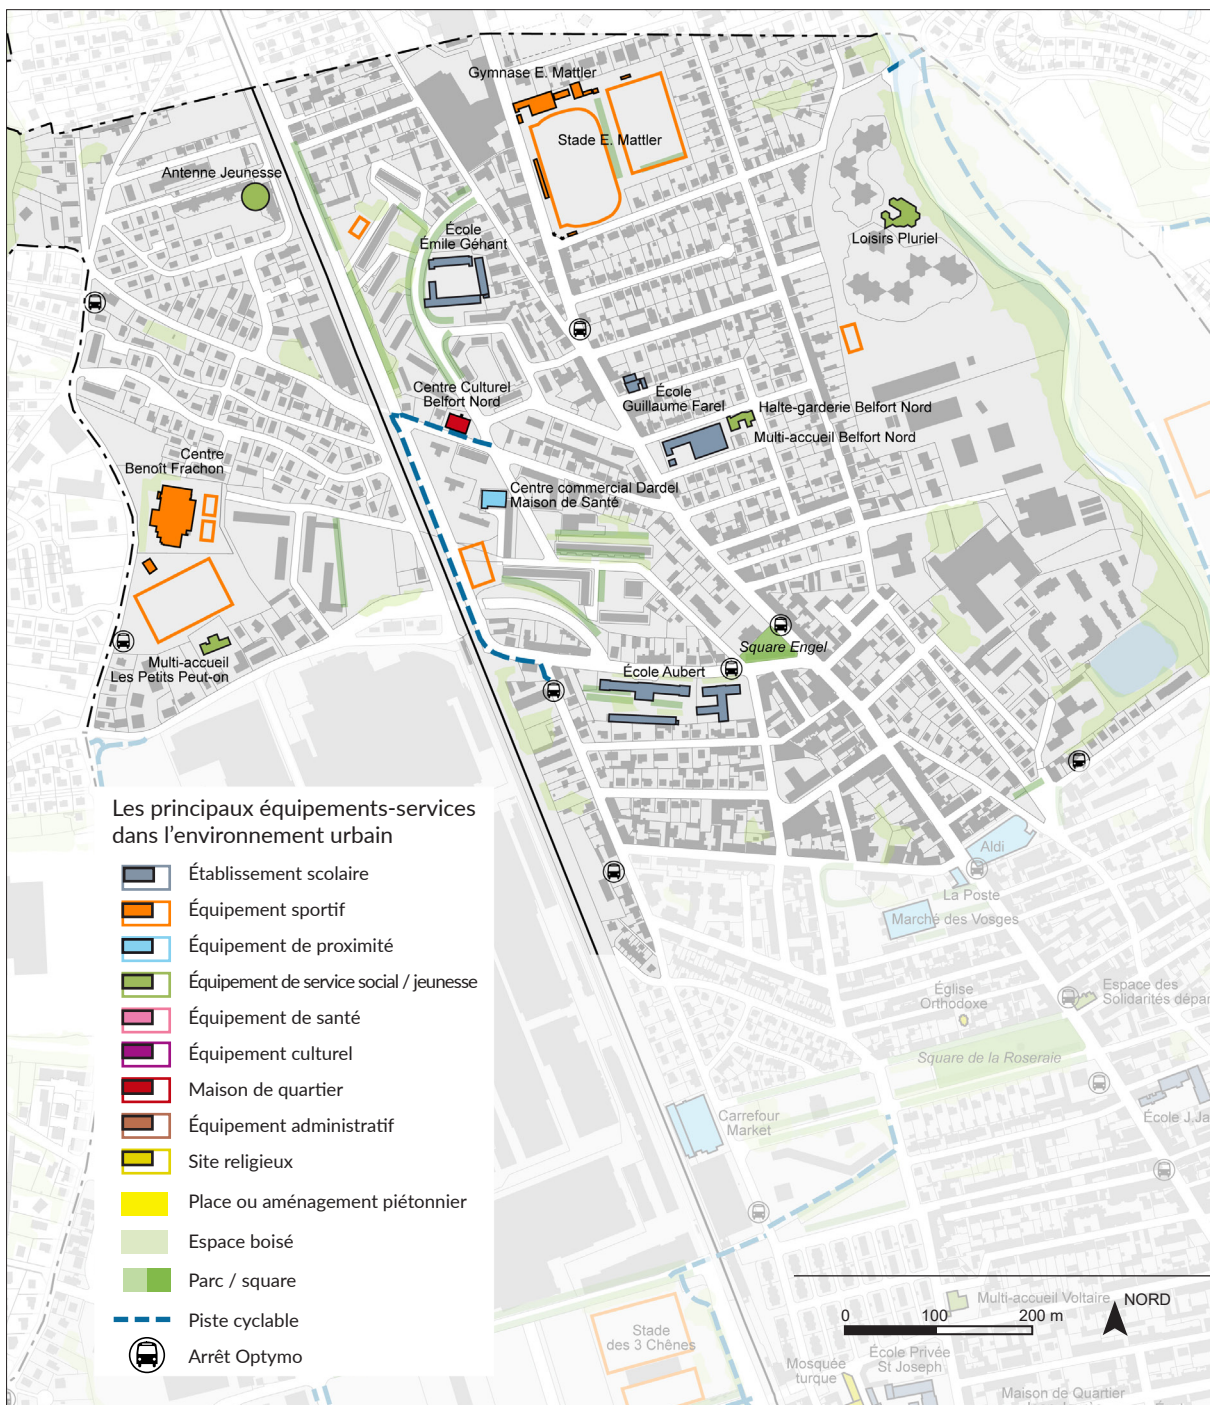 Gymnase E. Mattler
Stade E. Mattler
Antenne Jeunesse
École
Émile Géhant
Loisirs Pluriel
Centre Culturel
Belfort Nord
École
Guillaume Farel
Halte-garderie Belfort Nord
Multi-accueil Belfort Nord
Centre
Benoît Frachon
Centre commercial Dardel
Maison de Santé
Square Engel
Multi-accueil
Les Petits Peut-on
École Aubert
Les principaux équipements-services
dans l'environnement urbain
Établissement scolaire
Équipement sportif
Équipement de proximité
Équipement de service social / jeunesse
Équipement de santé
Équipement culturel
Maison de quartier
Équipement administratif
Site religieux
Place ou aménagement piétonnier
Espace boisé
Parc / square
Piste cyclable
Arrêt Optymo
Aldi
La Poste
Marché des Vosges
Église
Orthodoxe
Espace des
Solidarités dépar
Square de la Roseraie
Carrefour
Market
École J.Ja
Multi-accueil Voltaire
NORD
0 100 200 m
Stade
des 3 Chênes
École Privée
St Joseph
Mosquée
turque
Maison de Quartier